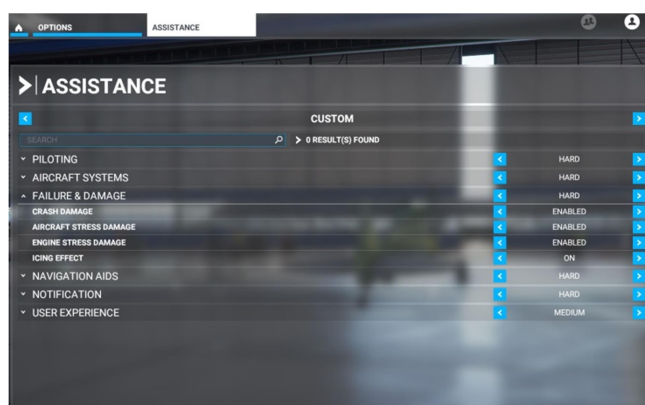 OPTIONS
ASSISTANCE
ASSISTANCE
CUSTOM
SEARCH
0 RESULT(S) FOUND
PILOTING HARD
AIRCRAFT SYSTEMS HARD
FAILURE & DAMAGE HARD
CRASH DAMAGE ENABLED
AIRCRAFT STRESS DAMAGE ENABLED
ENGINE STRESS DAMAGE ENABLED
ICING EFFECT ON
NAVIGATION AIDS HARD
NOTIFICATION HARD
USER EXPERIENCE MEDIUM